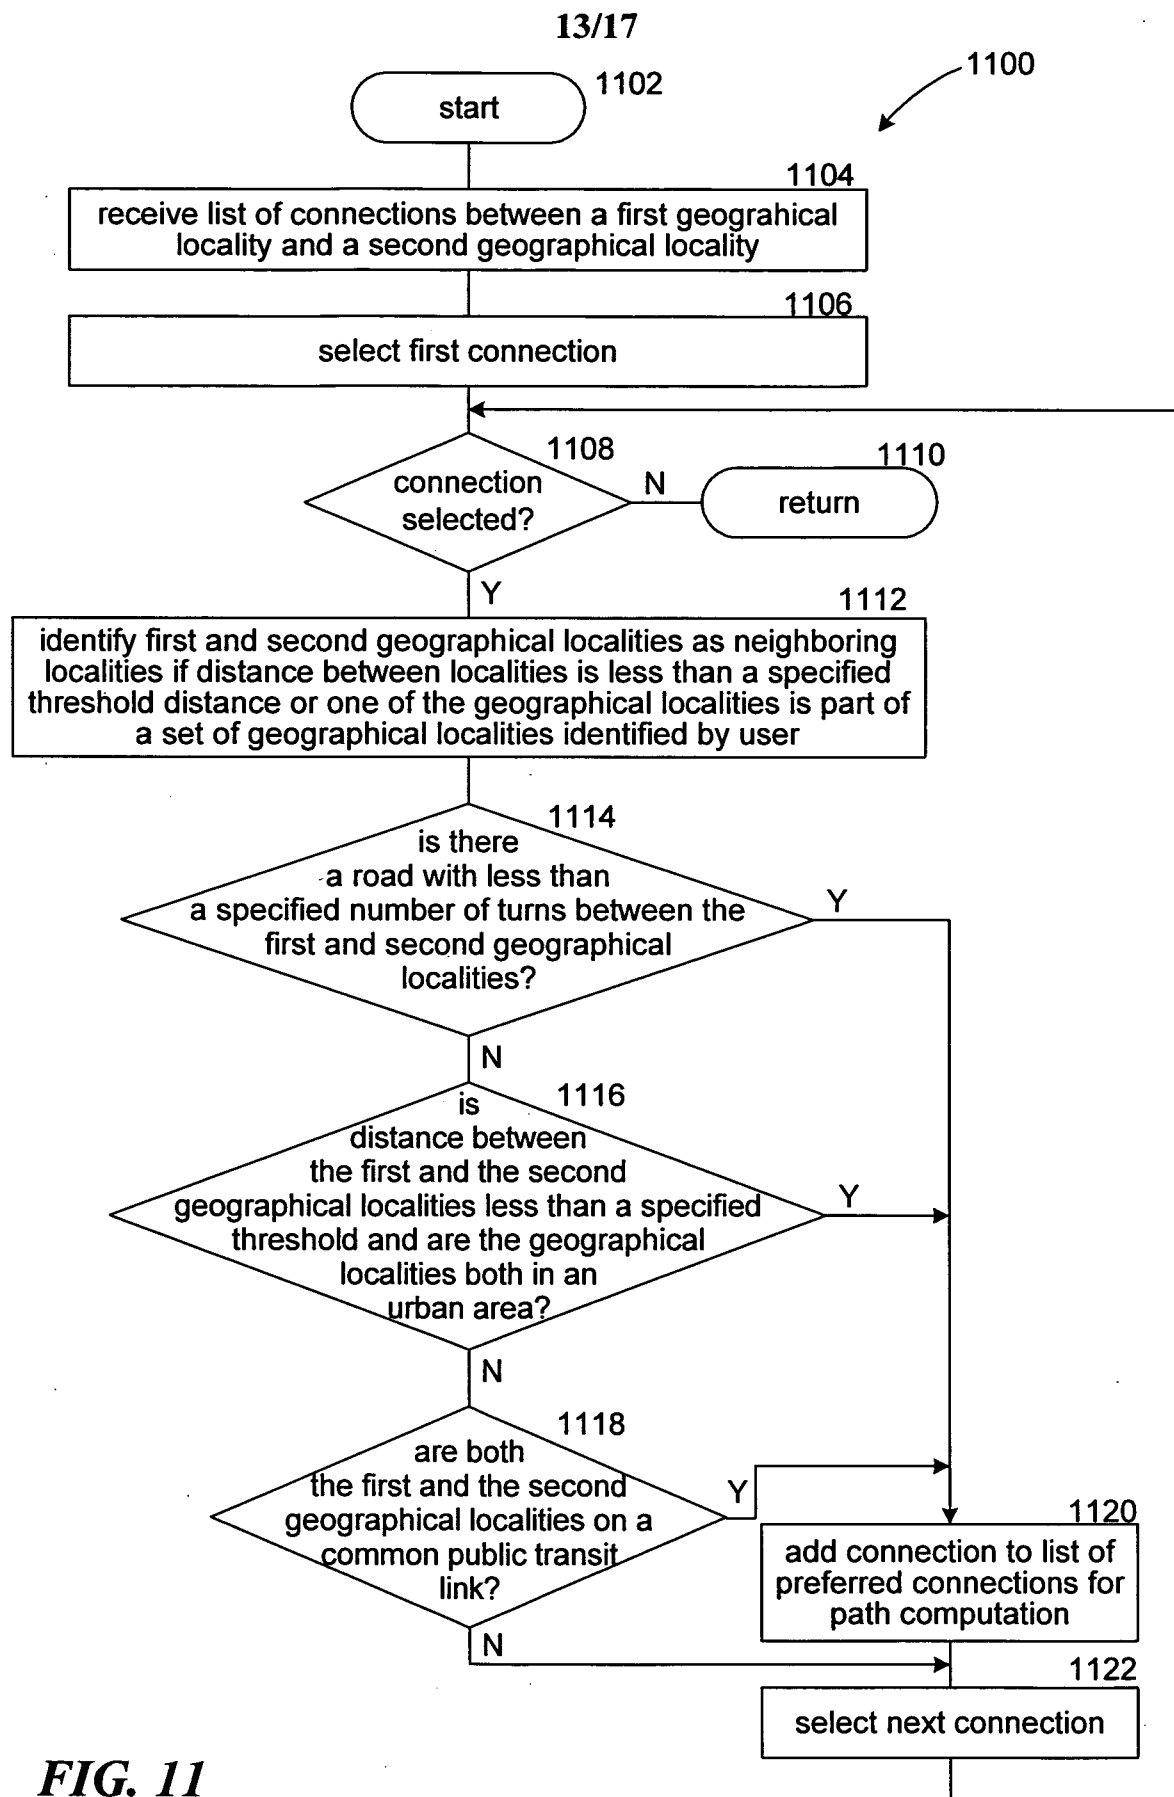 13/17
1100
start
1102
1104
receive list of connections between a first geograhical
locality and a second geographical locality
1106
select first connection
1108
connection
selected?
N
1110
return
Y
1112
identify first and second geographical localities as neighboring
localities if distance between localities is less than a specified
threshold distance or one of the geographical localities is part of
a set of geographical localities identified by user
1114
is there
a road with less than
a specified number of turns between the
first and second geographical
localities?
Y
N
1116
is
distance between
the first and the second
geographical localities less than a specified
threshold and are the geographical
localities both in an
urban area?
Y
N
1118
are both
the first and the second
geographical localities on a
common public transit
link?
Y
N
1120
add connection to list of
preferred connections for
path computation
1122
select next connection
FIG. 11